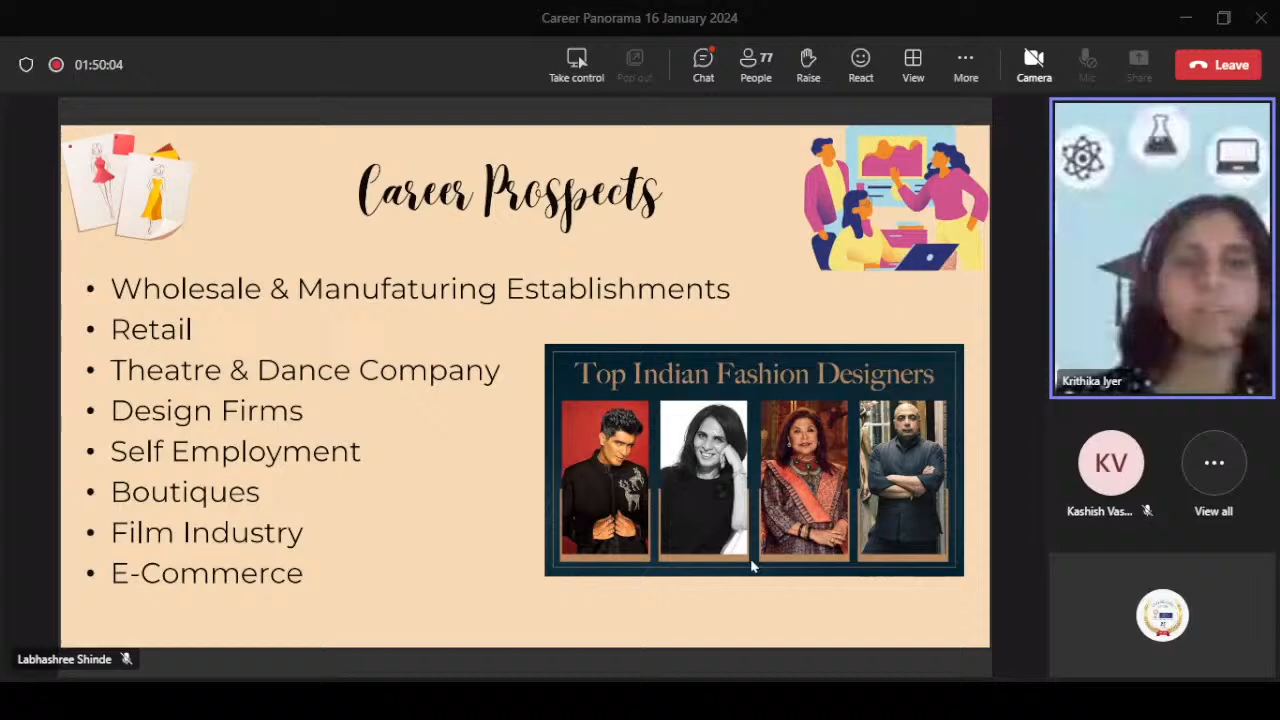 Career Panorama 16 January 2024
01:50:04
Take control
Pop out
Chat
77
People
Raise
React
View
More
Camera
Mic
Share
Leave
Career Prospects
• Wholesale & Manufaturing Establishments
• Retail
• Theatre & Dance Company
• Design Firms
• Self Employment
• Boutiques
• Film Industry
• E-Commerce
Top Indian Fashion Designers
Krithika Iyer
KV
Kashish Vas...
View all
Labhashree Shinde